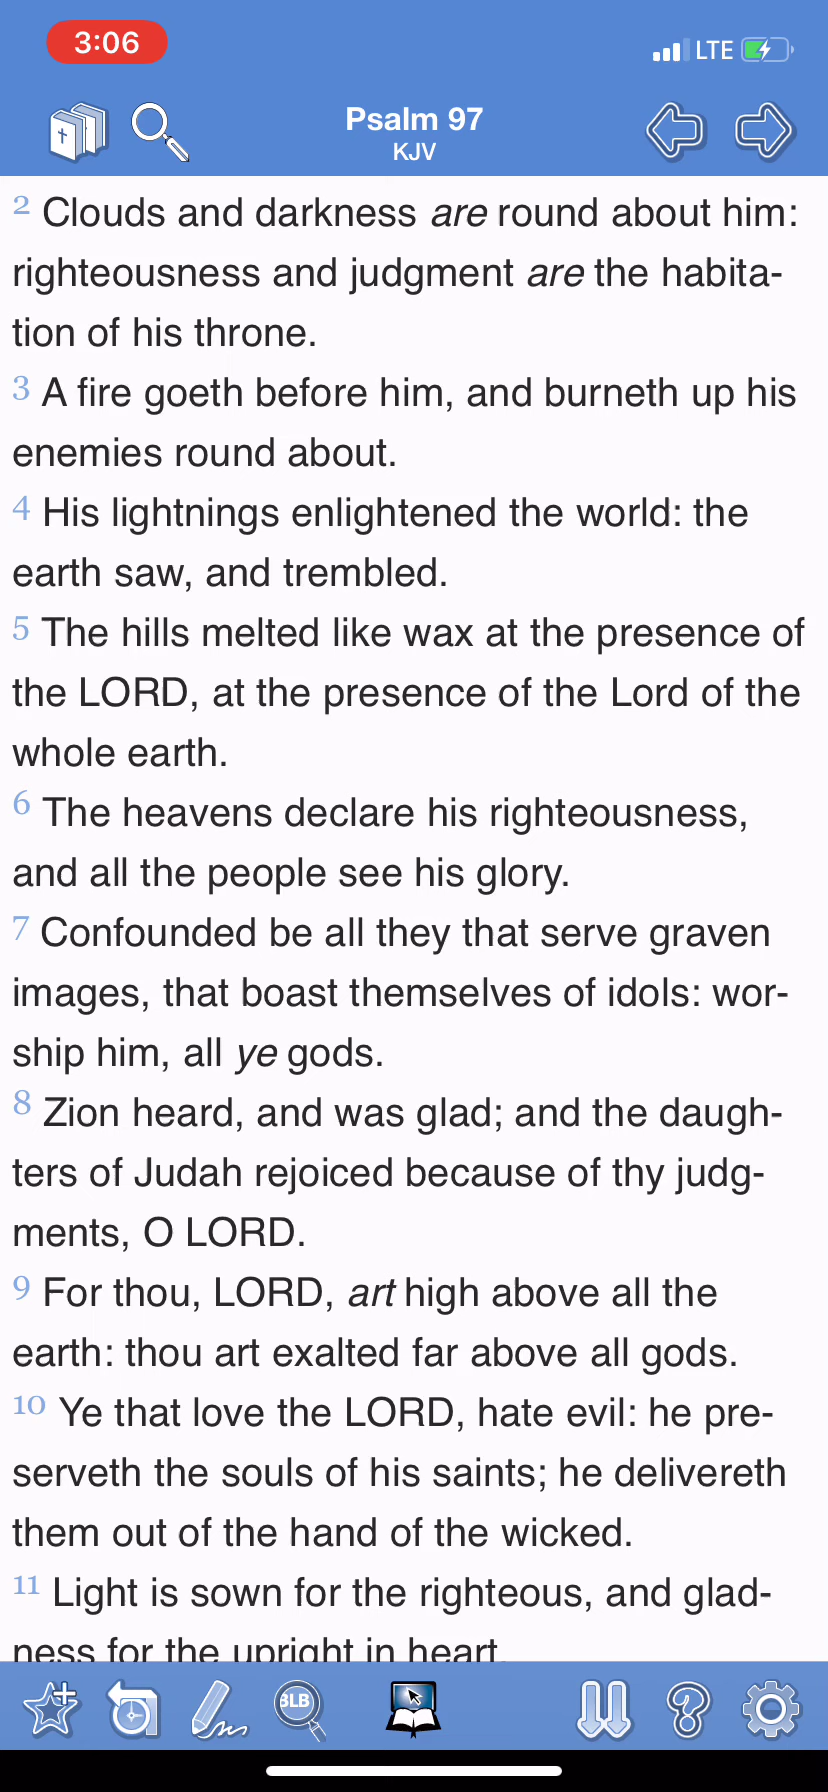 3:06
LTE
Psalm 97
KJV
2 Clouds and darkness are round about him:
righteousness and judgment are the habita-
tion of his throne.
3 A fire goeth before him, and burneth up his
enemies round about.
4 His lightnings enlightened the world: the
earth saw, and trembled.
5 The hills melted like wax at the presence of
the LORD, at the presence of the Lord of the
whole earth.
6 The heavens declare his righteousness,
and all the people see his glory.
7 Confounded be all they that serve graven
images, that boast themselves of idols: wor-
ship him, all ye gods.
8 Zion heard, and was glad; and the daugh-
ters of Judah rejoiced because of thy judg-
ments, O LORD.
9 For thou, LORD, art high above all the
earth: thou art exalted far above all gods.
10 Ye that love the LORD, hate evil: he pre-
serveth the souls of his saints; he delivereth
them out of the hand of the wicked.
11 Light is sown for the righteous, and glad-
ness for the upright in heart.
BLB